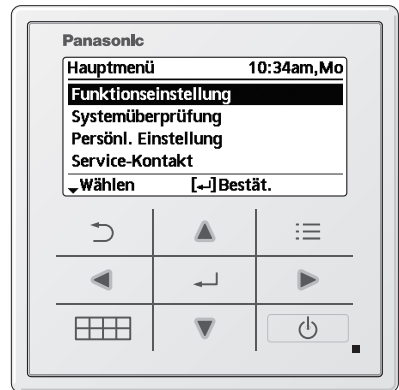 Panasonic
Hauptmenü 10:34am,Mo
Funktionseinstellung
Systemüberprüfung
Persönl. Einstellung
Service-Kontakt
Wählen [↵]Bestät.